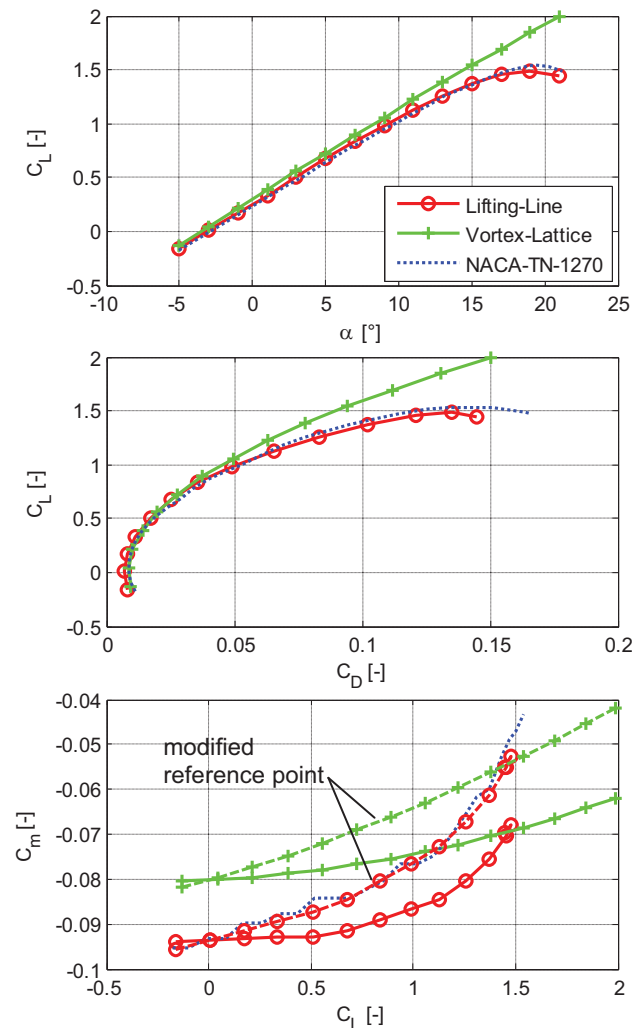 2
1.5
1
0.5
0
-0.5
C_L [-]
-10 -5 0 5 10 15 20 25
α [°]
Lifting-Line
Vortex-Lattice
NACA-TN-1270
2
1.5
1
0.5
0
-0.5
C_L [-]
0 0.05 0.1 0.15 0.2
C_D [-]
-0.04
-0.05
-0.06
-0.07
-0.08
-0.09
-0.1
C_m [-]
modified
reference point
-0.5 0 0.5 1 1.5 2
C_L [-]